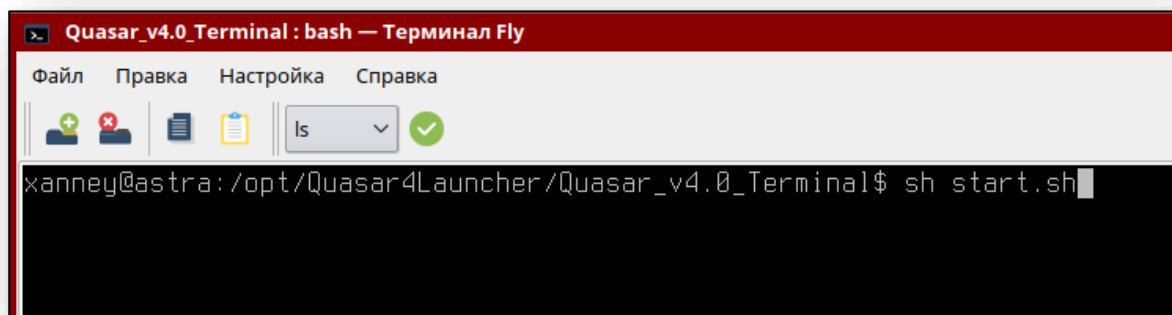 Quasar_v4.0_Terminal : bash — Терминал Fly
Файл Правка Настройка Справка
ls
xanney@astra:/opt/Quasar4Launcher/Quasar_v4.0_Terminal$ sh start.sh